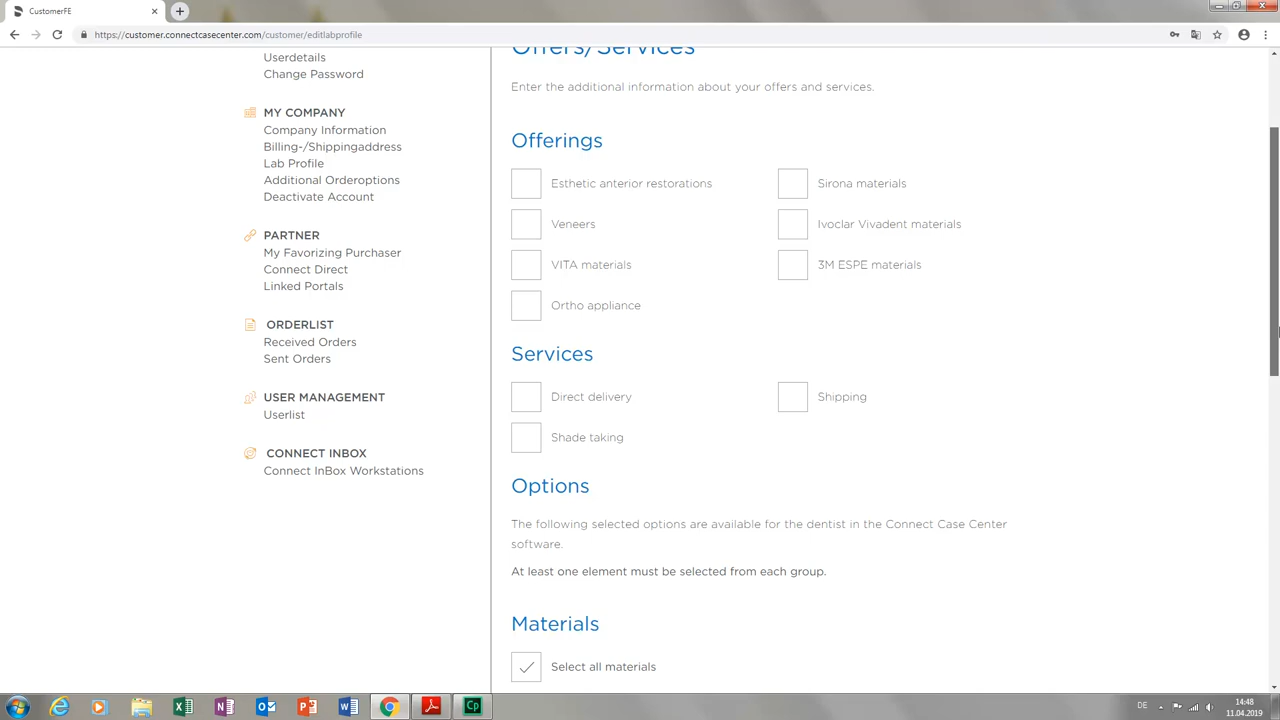 CustomerFE
https://customer.connectcasecenter.com/customer/editlabprofile
Userdetails
Change Password
MY COMPANY
Company Information
Billing-/Shippingaddress
Lab Profile
Additional Orderoptions
Deactivate Account
PARTNER
My Favorizing Purchaser
Connect Direct
Linked Portals
ORDERLIST
Received Orders
Sent Orders
USER MANAGEMENT
Userlist
CONNECT INBOX
Connect InBox Workstations
Offers/Services
Enter the additional information about your offers and services.
Offerings
Esthetic anterior restorations
Sirona materials
Veneers
Ivoclar Vivadent materials
VITA materials
3M ESPE materials
Ortho appliance
Services
Direct delivery
Shipping
Shade taking
Options
The following selected options are available for the dentist in the Connect Case Center
software.
At least one element must be selected from each group.
Materials
Select all materials
Cp
DE
14:48
11.04.2019